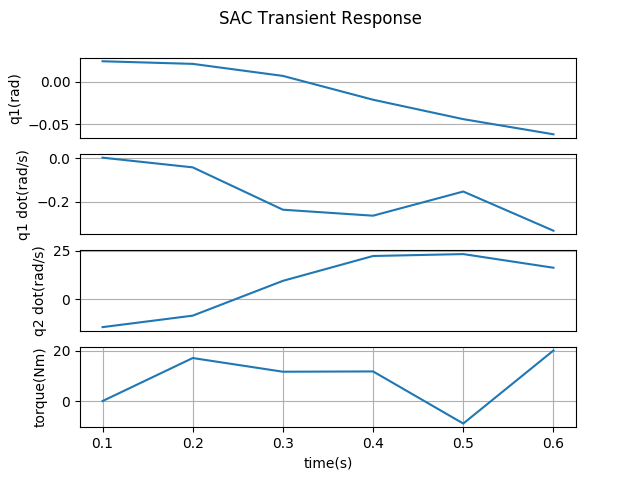 SAC Transient Response
q1(rad)
0.00
−0.05
q1 dot(rad/s)
0.0
−0.2
q2 dot(rad/s)
25
0
torque(Nm)
20
0
0.1 0.2 0.3 0.4 0.5 0.6
time(s)